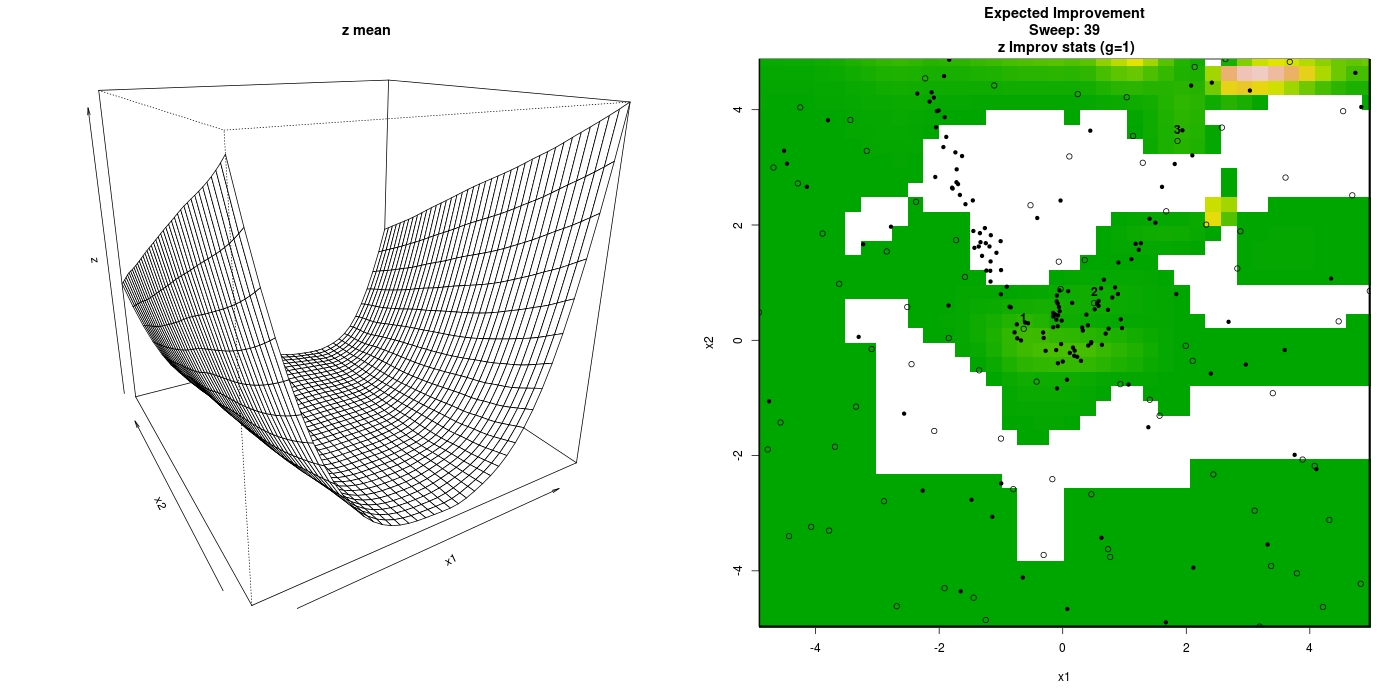 z mean
z
x2
x1
Expected Improvement
Sweep: 39
z Improv stats (g=1)
x2
4
2
0
-2
-4
3
2
1
-4
-2
0
2
4
x1